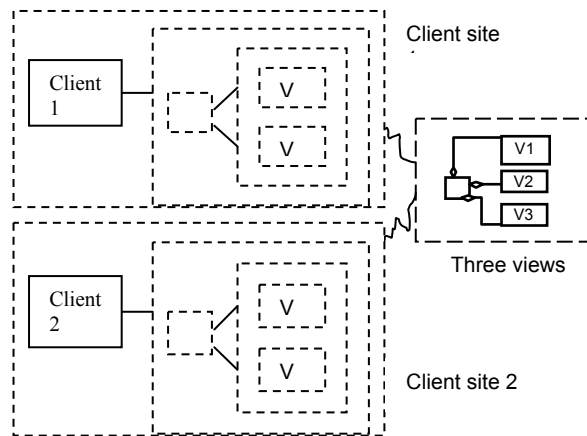 Client site
Client
1
V
V
V1
V2
V3
Three views
Client
2
V
V
Client site 2